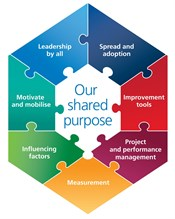 Leadership
by all
Spread and
adoption
Motivate
and mobilise
Our
shared
purpose
Improvement
tools
Influencing
factors
Project
and performance
management
Measurement